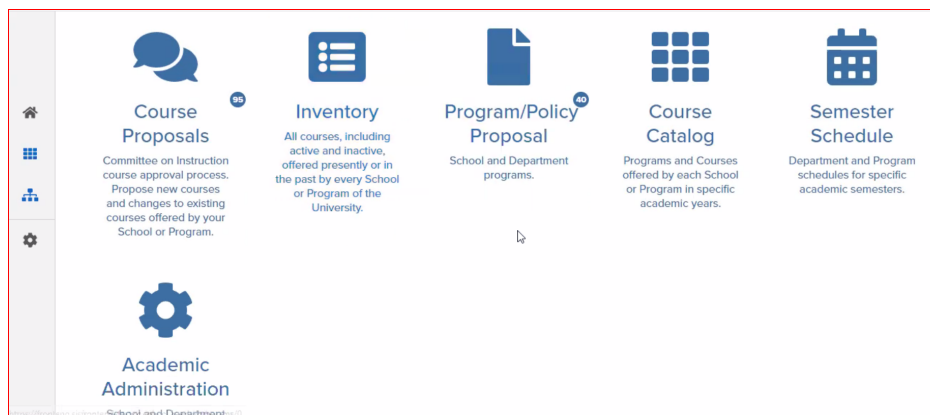 Course
Proposals
95
Committee on Instruction
course approval process.
Propose new courses
and changes to existing
courses offered by your
School or Program.
Inventory
All courses, including
active and inactive,
offered presently or in
the past by every School
or Program of the
University.
Program/Policy
Proposal
40
School and Department
programs.
Course
Catalog
Programs and Courses
offered by each School
or Program in specific
academic years.
Semester
Schedule
Department and Program
schedules for specific
academic semesters.
Academic
Administration
School and Department